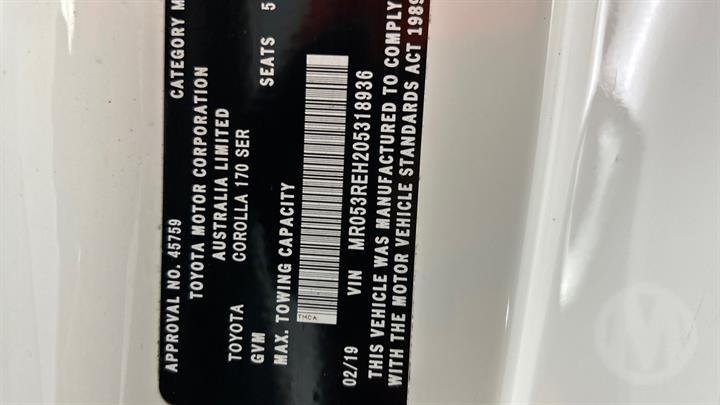 APPROVAL NO. 45759 CATEGORY M
TOYOTA MOTOR CORPORATION
AUSTRALIA LIMITED
TOYOTA COROLLA 170 SER
GVM SEATS 5
MAX. TOWING CAPACITY
TMCA
02/19 VIN MR053REH205318936
THIS VEHICLE WAS MANUFACTURED TO COMPLY
WITH THE MOTOR VEHICLE STANDARDS ACT 1989
M